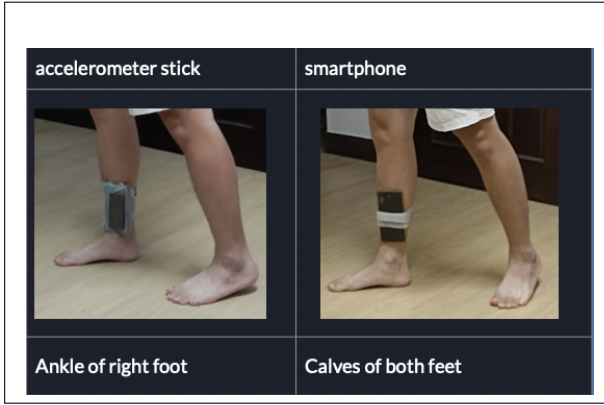 accelerometer stick
smartphone
Ankle of right foot
Calves of both feet